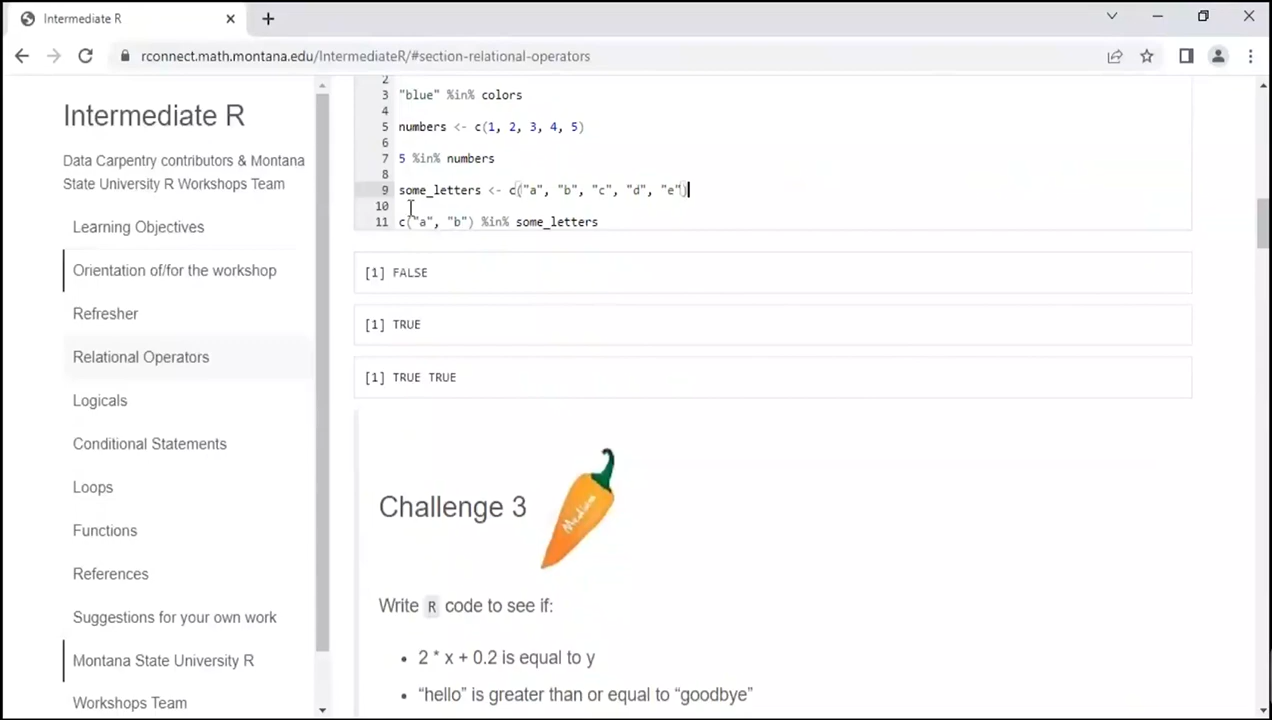 Intermediate R
rconnect.math.montana.edu/IntermediateR/#section-relational-operators
Intermediate R
Data Carpentry contributors & Montana
State University R Workshops Team
Learning Objectives
Orientation of/for the workshop
Refresher
Relational Operators
Logicals
Conditional Statements
Loops
Functions
References
Suggestions for your own work
Montana State University R
Workshops Team
2
3 "blue" %in% colors
4
5 numbers <- c(1, 2, 3, 4, 5)
6
7 5 %in% numbers
8
9 some_letters <- c("a", "b", "c", "d", "e")
10
11 c("a", "b") %in% some_letters
[1] FALSE
[1] TRUE
[1] TRUE TRUE
Challenge 3
Medium
Write R code to see if:
• 2 * x + 0.2 is equal to y
• “hello” is greater than or equal to “goodbye”